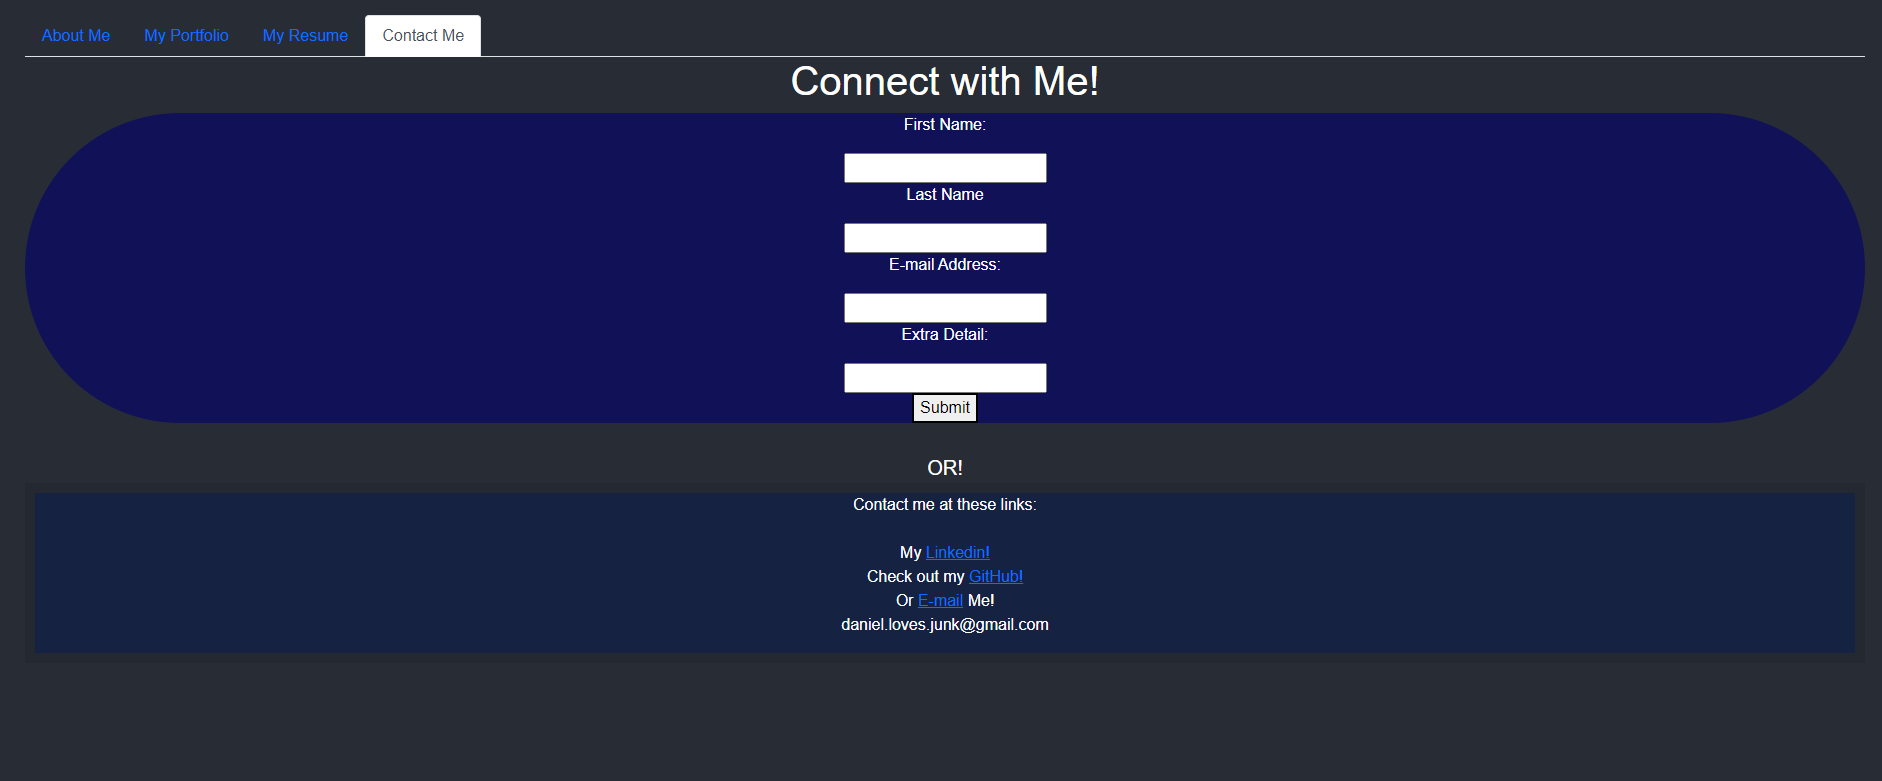 About Me My Portfolio My Resume Contact Me
Connect with Me!
First Name:
Last Name
E-mail Address:
Extra Detail:
Submit
OR!
Contact me at these links:
My Linkedin!
Check out my GitHub!
Or E-mail Me!
daniel.loves.junk@gmail.com